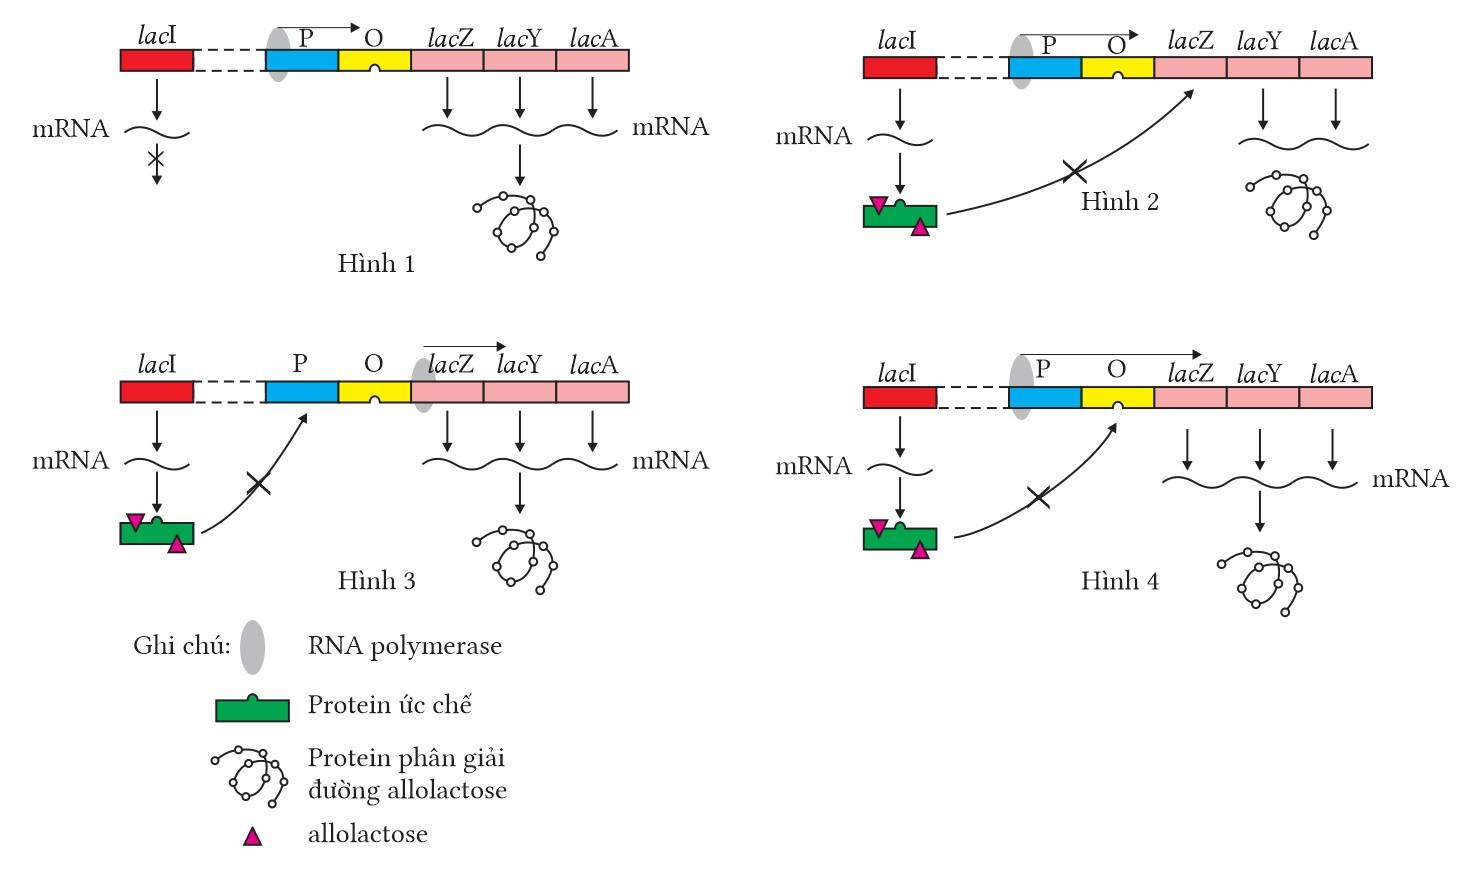 lacI P O lacZ lacY lacA
mRNA mRNA
Hình 1
lacI P O lacZ lacY lacA
mRNA
Hình 2
lacI P O lacZ lacY lacA
mRNA mRNA
Hình 3
lacI P O lacZ lacY lacA
mRNA mRNA
Hình 4
Ghi chú: RNA polymerase
Protein ức chế
Protein phân giải
đường allolactose
allolactose